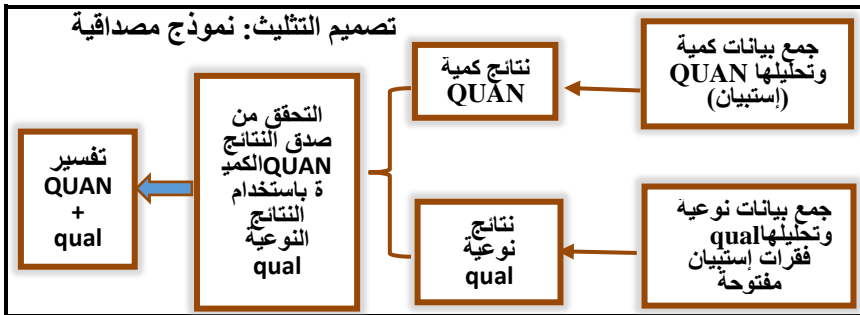 تصميم التثليث: نموذج مصداقية
جمع بيانات كمية
وتحليلها QUAN
(إستبيان)
نتائج كمية
QUAN
جمع بيانات نوعية
وتحليلهاqual
فقرات إستبيان
مفتوحة
نتائج
نوعية
qual
التحقق من
صدق النتائج
QUANالكمي
ة باستخدام
النتائج
النوعية
qual
تفسير
QUAN
+
qual